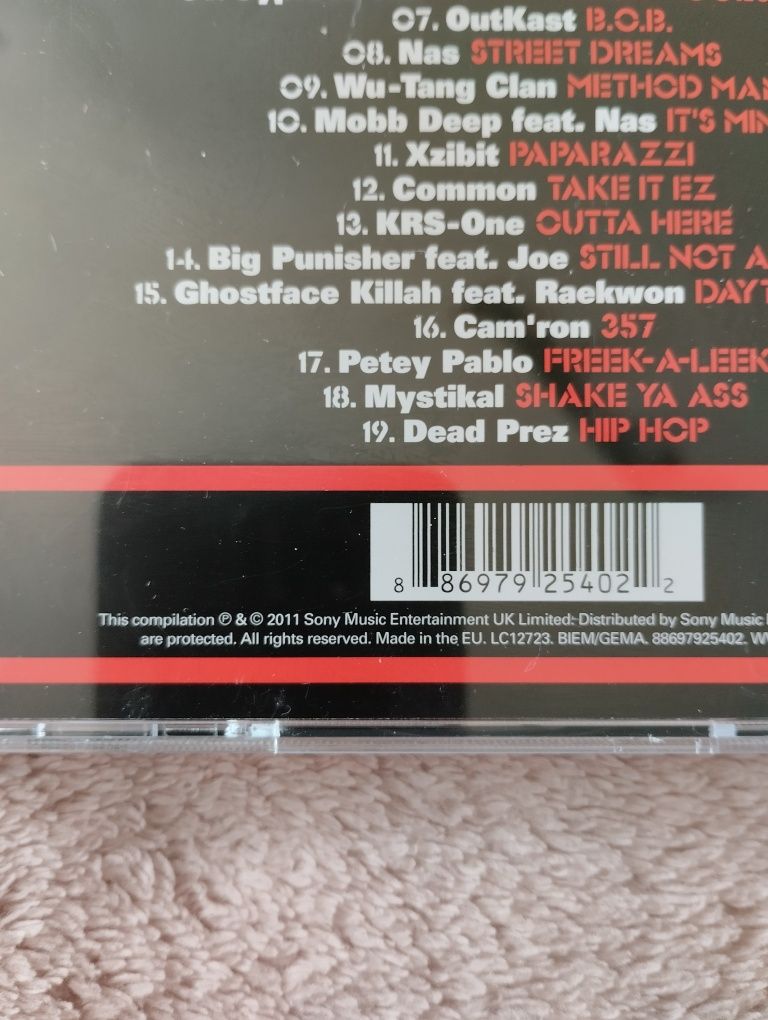 07. OutKast B.O.B.
08. Nas STREET DREAMS
09. Wu-Tang Clan METHOD MAN
10. Mobb Deep feat. Nas IT'S MIN
11. Xzibit PAPARAZZI
12. Common TAKE IT EZ
13. KRS-One OUTTA HERE
14. Big Punisher feat. Joe STILL NOT A
15. Ghostface Killah feat. Raekwon DAYT
16. Cam'ron 357
17. Petey Pablo FREEK-A-LEEK
18. Mystikal SHAKE YA ASS
19. Dead Prez HIP HOP
8 86979 25402 2
This compilation ℗ & © 2011 Sony Music Entertainment UK Limited. Distributed by Sony Music
are protected. All rights reserved. Made in the EU. LC12723. BIEM/GEMA. 88697925402. WW